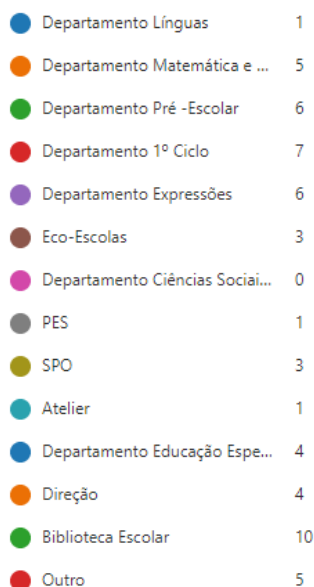 Departamento Línguas 1
Departamento Matemática e ... 5
Departamento Pré -Escolar 6
Departamento 1º Ciclo 7
Departamento Expressões 6
Eco-Escolas 3
Departamento Ciências Sociai... 0
PES 1
SPO 3
Atelier 1
Departamento Educação Espe... 4
Direção 4
Biblioteca Escolar 10
Outro 5